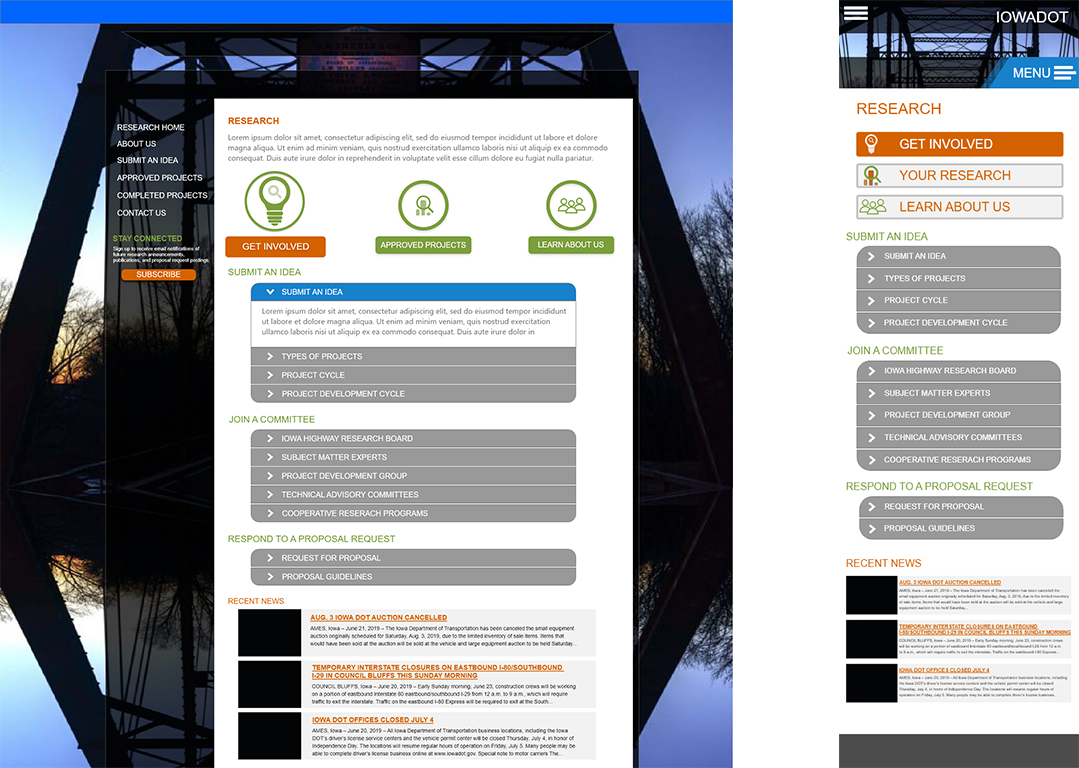 RESEARCH HOME
ABOUT US
SUBMIT AN IDEA
APPROVED PROJECTS
COMPLETED PROJECTS
CONTACT US
STAY CONNECTED
Sign up to receive email notifications of
future research announcements,
publications, and proposal request postings
SUBSCRIBE
RESEARCH
Lorem ipsum dolor sit amet, consectetur adipiscing elit, sed do eiusmod tempor incididunt ut labore et dolore
magna aliqua. Ut enim ad minim veniam, quis nostrud exercitation ullamco laboris nisi ut aliquip ex ea commodo
consequat. Duis aute irure dolor in reprehenderit in voluptate velit esse cillum dolore eu fugiat nulla pariatur.
GET INVOLVED
APPROVED PROJECTS
LEARN ABOUT US
SUBMIT AN IDEA
SUBMIT AN IDEA
Lorem ipsum dolor sit amet, consectetur adipiscing elit, sed do eiusmod tempor incididunt
ut labore et dolore magna aliqua. Ut enim ad minim veniam, quis nostrud exercitation
ullamco laboris nisi ut aliquip ex ea commodo consequat. Duis aute irure dolor in
TYPES OF PROJECTS
PROJECT CYCLE
PROJECT DEVELOPMENT CYCLE
JOIN A COMMITTEE
IOWA HIGHWAY RESEARCH BOARD
SUBJECT MATTER EXPERTS
PROJECT DEVELOPMENT GROUP
TECHNICAL ADVISORY COMMITTEES
COOPERATIVE RESERACH PROGRAMS
RESPOND TO A PROPOSAL REQUEST
REQUEST FOR PROPOSAL
PROPOSAL GUIDELINES
RECENT NEWS
AUG. 3 IOWA DOT AUCTION CANCELLED
AMES, Iowa – June 21, 2019 – The Iowa Department of Transportation has been cancelled the small equipment
auction originally scheduled for Saturday, Aug. 3, 2019, due to the limited inventory of sale items. Items that
would have been sold at the auction will be sold at the vehicle and large equipment auction to be held Saturday...
TEMPORARY INTERSTATE CLOSURES ON EASTBOUND I-80/SOUTHBOUND
I-29 IN COUNCIL BLUFFS THIS SUNDAY MORNING
COUNCIL BLUFFS, Iowa – June 20, 2019 – Early Sunday morning, June 23, construction crews will be working
on a portion of eastbound Interstate 80 eastbound/southbound I-29 from 12 a.m. to 9 a.m., which will require
traffic to exit the interstate. Traffic on the eastbound I-80 Express will be required to exit at the South...
IOWA DOT OFFICES CLOSED JULY 4
AMES, Iowa – June 20, 2019 – All Iowa Department of Transportation business locations, including the Iowa
DOT's driver's license service centers and the vehicle permit center will be closed Thursday, July 4, in honor of
Independence Day. The locations will resume regular hours of operation on Friday, July 5. Many people may be
able to complete driver's license business online at www.iowadot.gov. Special note to motor carriers The...
IOWADOT
MENU
RESEARCH
GET INVOLVED
YOUR RESEARCH
LEARN ABOUT US
SUBMIT AN IDEA
SUBMIT AN IDEA
TYPES OF PROJECTS
PROJECT CYCLE
PROJECT DEVELOPMENT CYCLE
JOIN A COMMITTEE
IOWA HIGHWAY RESEARCH BOARD
SUBJECT MATTER EXPERTS
PROJECT DEVELOPMENT GROUP
TECHNICAL ADVISORY COMMITTEES
COOPERATIVE RESERACH PROGRAMS
RESPOND TO A PROPOSAL REQUEST
REQUEST FOR PROPOSAL
PROPOSAL GUIDELINES
RECENT NEWS
AUG. 3 IOWA DOT AUCTION CANCELLED
AMES, Iowa – June 21, 2019 – The Iowa Department of Transportation has been cancelled the
small equipment auction originally scheduled for Saturday, Aug. 3, 2019, due to the limited inventory
of sale items. Items that would have been sold at the auction will be sold at the vehicle and large
equipment auction to be held Saturday...
TEMPORARY INTERSTATE CLOSURES ON EASTBOUND
I-80/SOUTHBOUND I-29 IN COUNCIL BLUFFS THIS SUNDAY MORNING
COUNCIL BLUFFS, Iowa – June 20, 2019 – Early Sunday morning, June 23, construction crews
will be working on a portion of eastbound Interstate 80 eastbound/southbound I-29 from 12 a.m.
to 9 a.m., which will require traffic to exit the interstate. Traffic on the eastbound I-80 Express...
IOWA DOT OFFICES CLOSED JULY 4
AMES, Iowa – June 20, 2019 – All Iowa Department of Transportation business locations, including
the Iowa DOT's driver's license service centers and the vehicle permit center will be closed
Thursday, July 4, in honor of Independence Day. The locations will resume regular hours of
operation on Friday, July 5. Many people may be able to complete driver's license business...